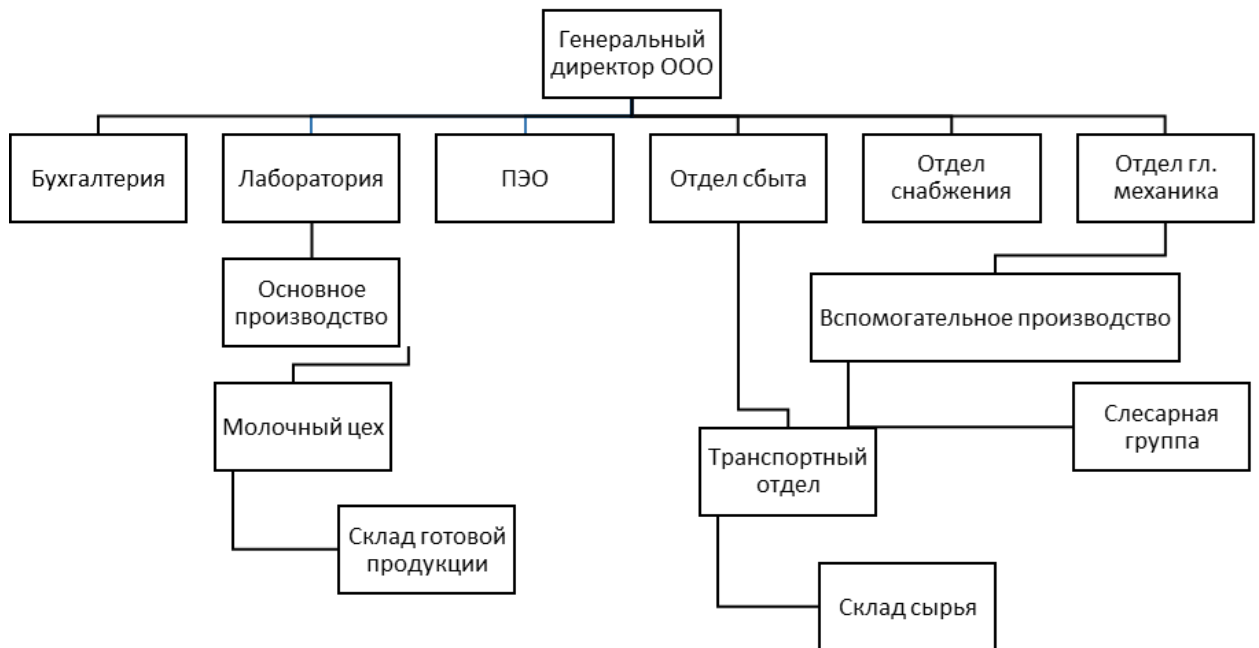 Генеральный
директор ООО
Бухгалтерия
Лаборатория
ПЭО
Отдел сбыта
Отдел
снабжения
Отдел гл.
механика
Основное
производство
Вспомогательное производство
Молочный цех
Слесарная
группа
Транспортный
отдел
Склад готовой
продукции
Склад сырья